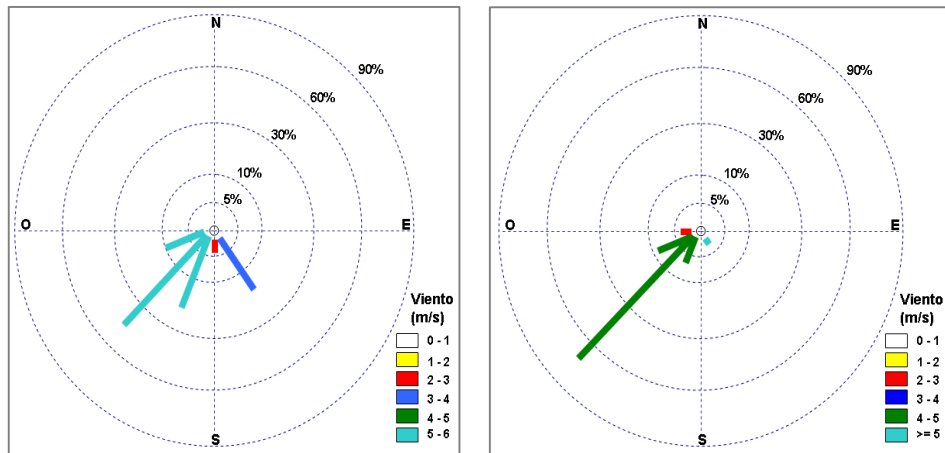 N
90%
60%
30%
10%
5%
O
E
S
Viento
(m/s)
0 - 1
1 - 2
2 - 3
3 - 4
4 - 5
5 - 6
N
90%
60%
30%
10%
5%
O
E
S
Viento
(m/s)
0 - 1
1 - 2
2 - 3
3 - 4
4 - 5
>= 5